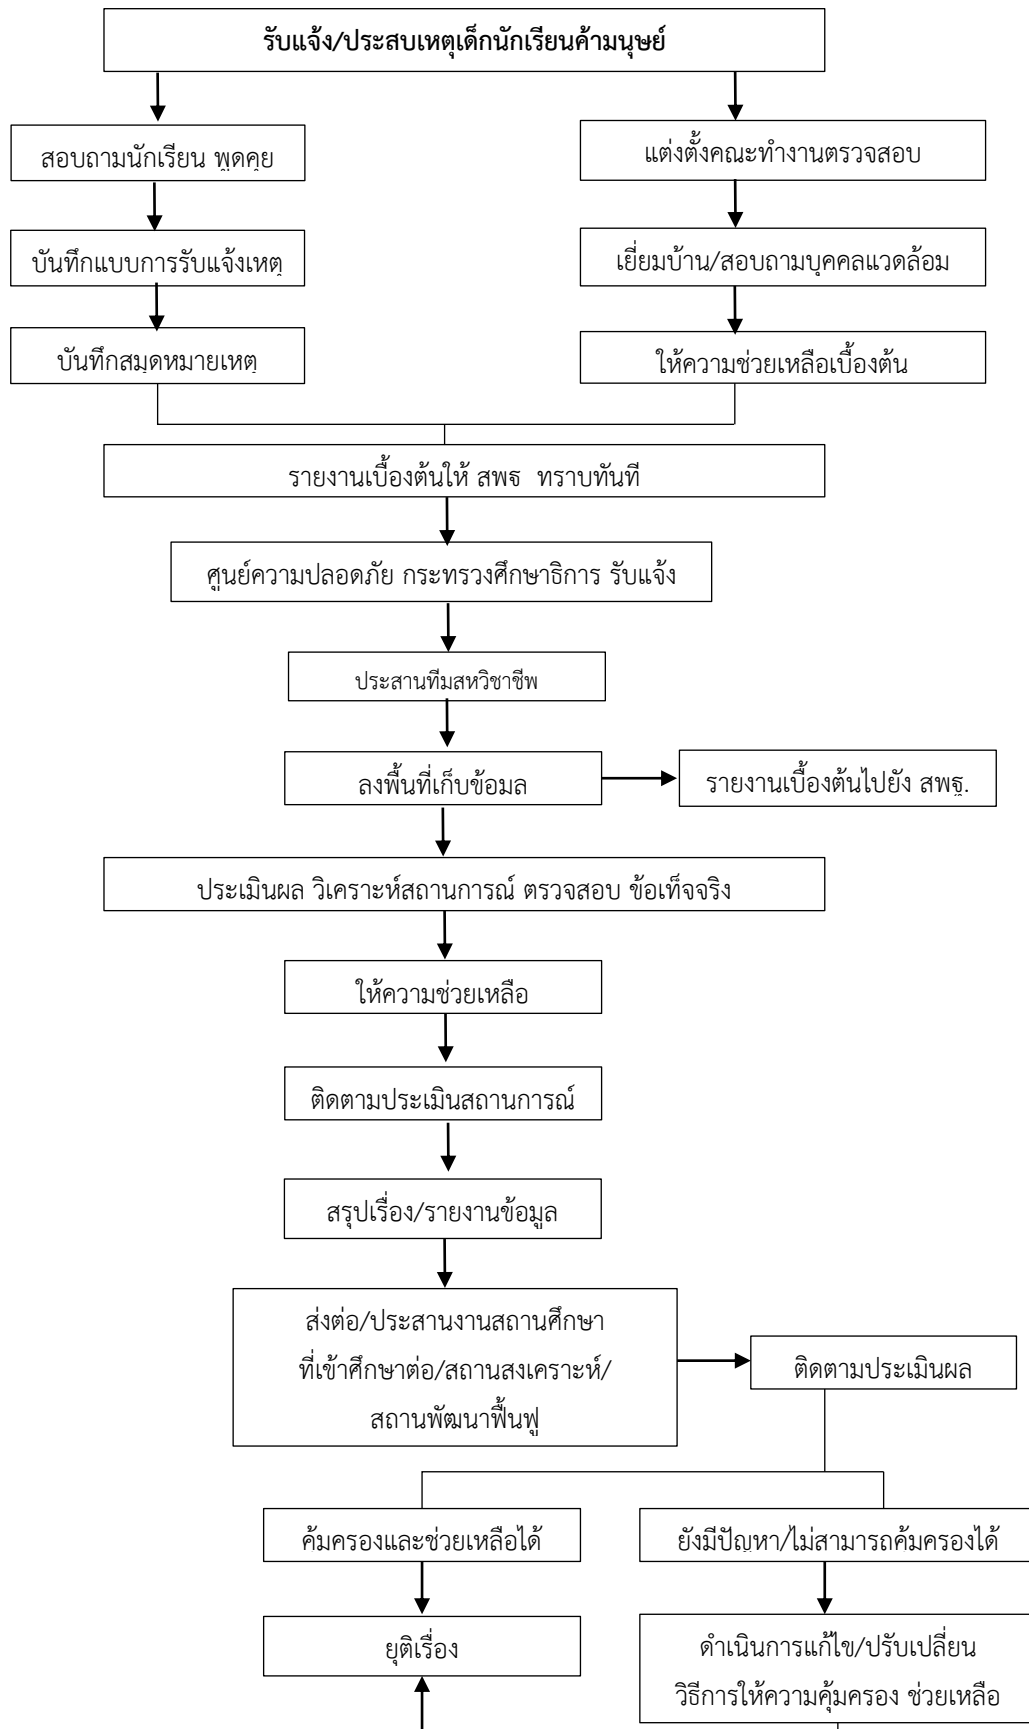 รับแจ้ง/ประสบเหตุเด็กนักเรียนค้ามนุษย์
สอบถามนักเรียน พูดคุย
แต่งตั้งคณะทำงานตรวจสอบ
บันทึกแบบการรับแจ้งเหตุ
เยี่ยมบ้าน/สอบถามบุคคลแวดล้อม
บันทึกสมุดหมายเหตุ
ให้ความช่วยเหลือเบื้องต้น
รายงานเบื้องต้นให้ สพฐ ทราบทันที
ศูนย์ความปลอดภัย กระทรวงศึกษาธิการ รับแจ้ง
ประสานทีมสหวิชาชีพ
ลงพื้นที่เก็บข้อมูล
รายงานเบื้องต้นไปยัง สพฐ.
ประเมินผล วิเคราะห์สถานการณ์ ตรวจสอบ ข้อเท็จจริง
ให้ความช่วยเหลือ
ติดตามประเมินสถานการณ์
สรุปเรื่อง/รายงานข้อมูล
ส่งต่อ/ประสานงานสถานศึกษา
ที่เข้าศึกษาต่อ/สถานสงเคราะห์/
สถานพัฒนาฟื้นฟู
ติดตามประเมินผล
ค้มครองและช่วยเหลือได้
ยังมีปัญหา/ไม่สามารถค้มครองได้
ยุติเรื่อง
ดำเนินการแก้ไข/ปรับเปลี่ยน
วิธีการให้ความคุ้มครอง ช่วยเหลือ